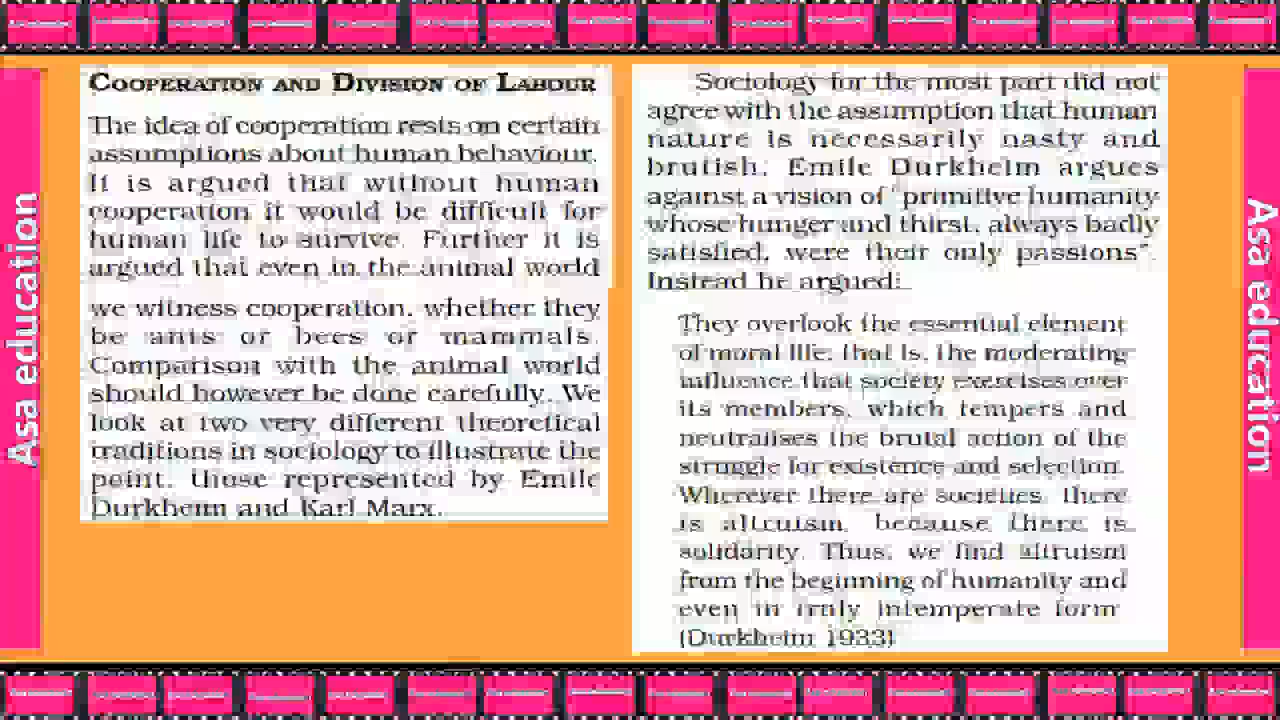 COOPERATION AND DIVISION OF LABOUR
The idea of cooperation rests on certain
assumptions about human behaviour.
It is argued that without human
cooperation it would be difficult for
human life to survive. Further it is
argued that even in the animal world
we witness cooperation, whether they
be ants or bees or mammals.
Comparison with the animal world
should however be done carefully. We
look at two very different theoretical
traditions in sociology to illustrate the
point, those represented by Emile
Durkheim and Karl Marx.
Sociology for the most part did not
agree with the assumption that human
nature is necessarily nasty and
brutish. Emile Durkheim argues
against a vision of "primitive humanity
whose hunger and thirst, always badly
satisfied, were their only passions".
Instead he argued:
They overlook the essential element
of moral life, that is, the moderating
influence that society exercises over
its members, which tempers and
neutralises the brutal action of the
struggle for existence and selection.
Wherever there are societies, there
is altruism, because there is
solidarity. Thus, we find altruism
from the beginning of humanity and
even in truly intemperate form
(Durkheim 1933)
Asa education
Asa education